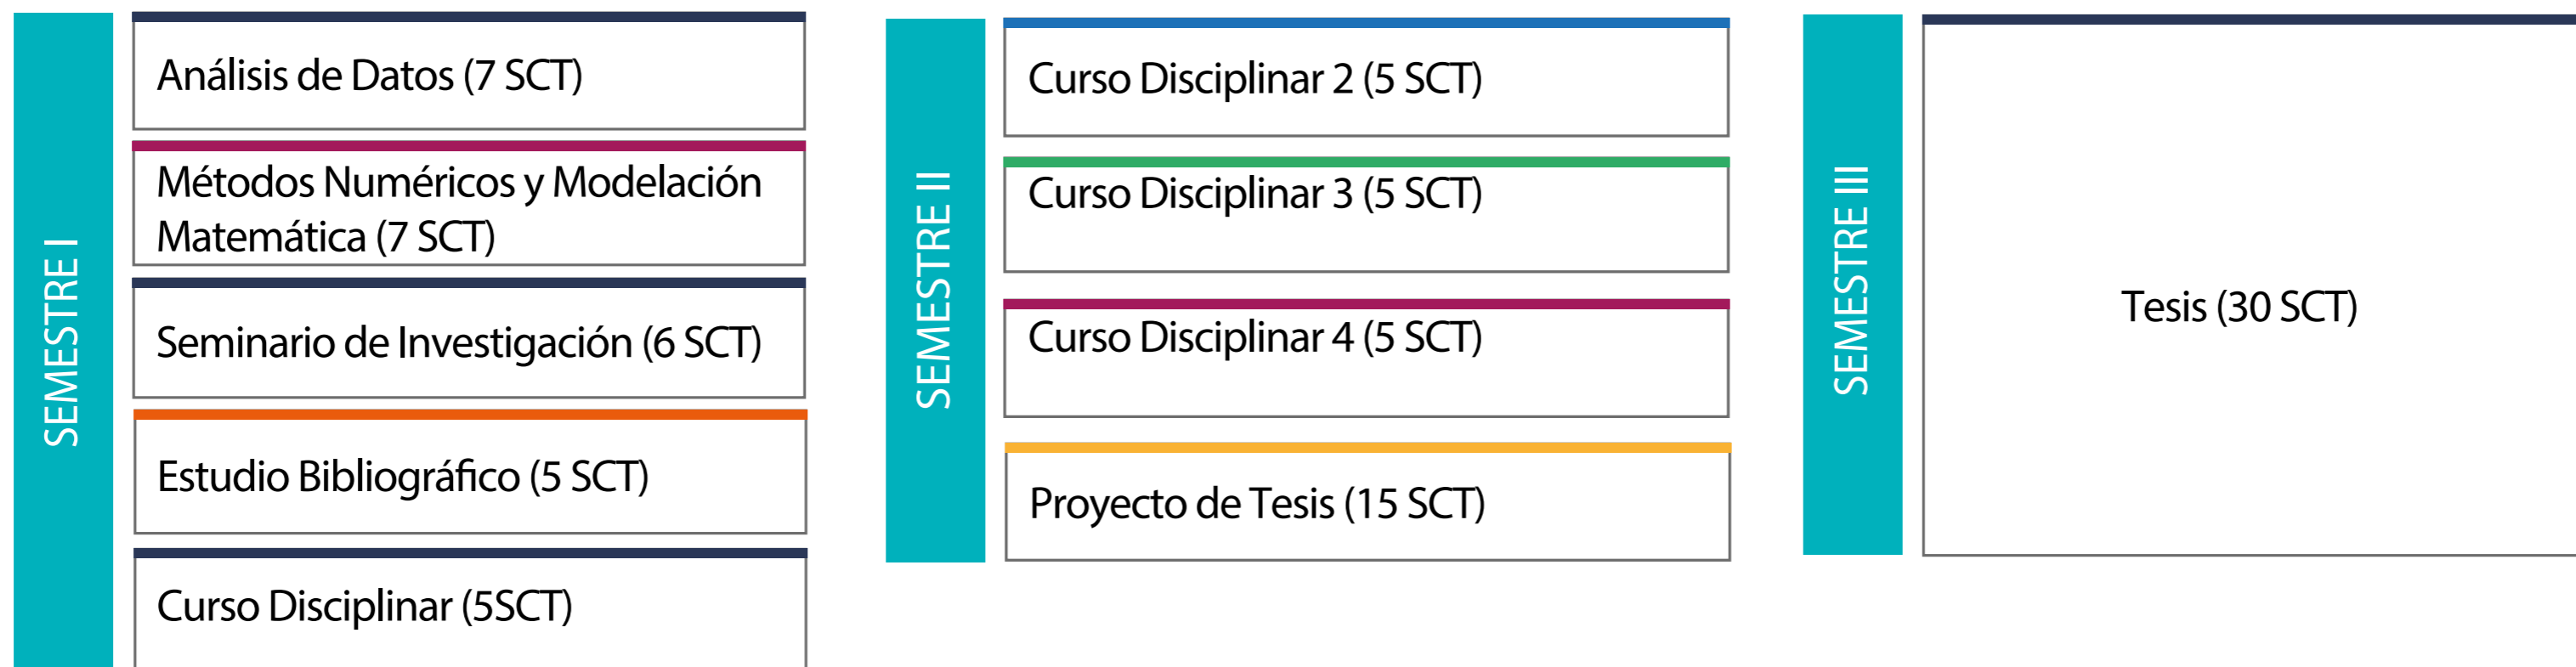 SEMESTRE I
Análisis de Datos (7 SCT)
Métodos Numéricos y Modelación
Matemática (7 SCT)
Seminario de Investigación (6 SCT)
Estudio Bibliográfico (5 SCT)
Curso Disciplinar (5SCT)
SEMESTRE II
Curso Disciplinar 2 (5 SCT)
Curso Disciplinar 3 (5 SCT)
Curso Disciplinar 4 (5 SCT)
Proyecto de Tesis (15 SCT)
SEMESTRE III
Tesis (30 SCT)